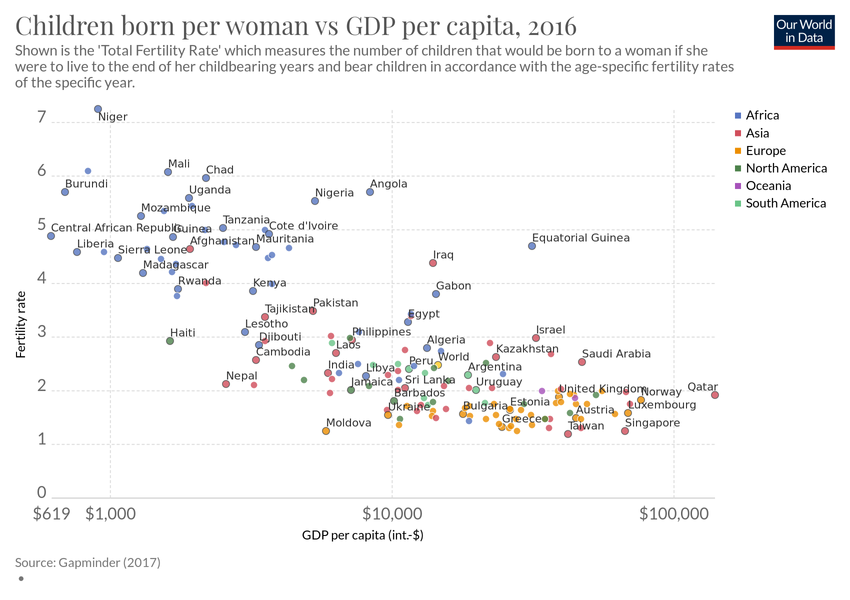 Children born per woman vs GDP per capita, 2016
Our World
in Data
Shown is the 'Total Fertility Rate' which measures the number of children that would be born to a woman if she
were to live to the end of her childbearing years and bear children in accordance with the age-specific fertility rates
of the specific year.
7
Niger
Africa
Asia
Europe
North America
Oceania
South America
6
Mali
Chad
Burundi
Uganda
Nigeria
Angola
5
Mozambique
Central African Republic
Guinea
Tanzania
Cote d'Ivoire
Liberia
Sierra Leone
Afghanistan
Mauritania
Equatorial Guinea
Madagascar
Iraq
4
Rwanda
Kenya
Gabon
Tajikistan
Pakistan
Egypt
3
Haiti
Lesotho
Djibouti
Philippines
Israel
Cambodia
Laos
Algeria
Kazakhstan
Saudi Arabia
India
Libya
Peru
World
Argentina
2
Nepal
Jamaica
Sri Lanka
Uruguay
United Kingdom
Norway
Qatar
Barbados
Ukraine
Bulgaria
Estonia
Austria
Luxembourg
Moldova
Greece
Taiwan
Singapore
1
0
$619
$1,000
$10,000
$100,000
Fertility rate
GDP per capita (int.-$)
Source: Gapminder (2017)